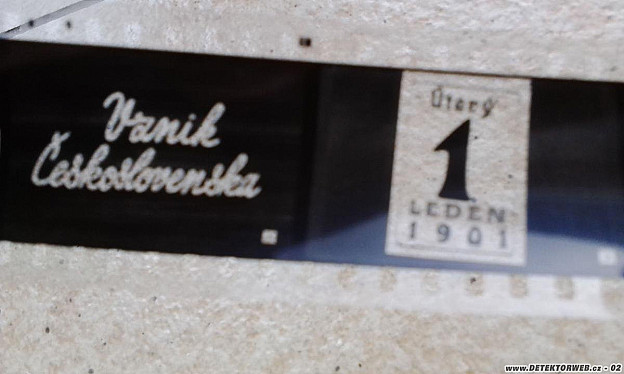 Vznik
Československa
Úterý
1
LEDEN
1901
www.DETEKTORWEB.cz - 02